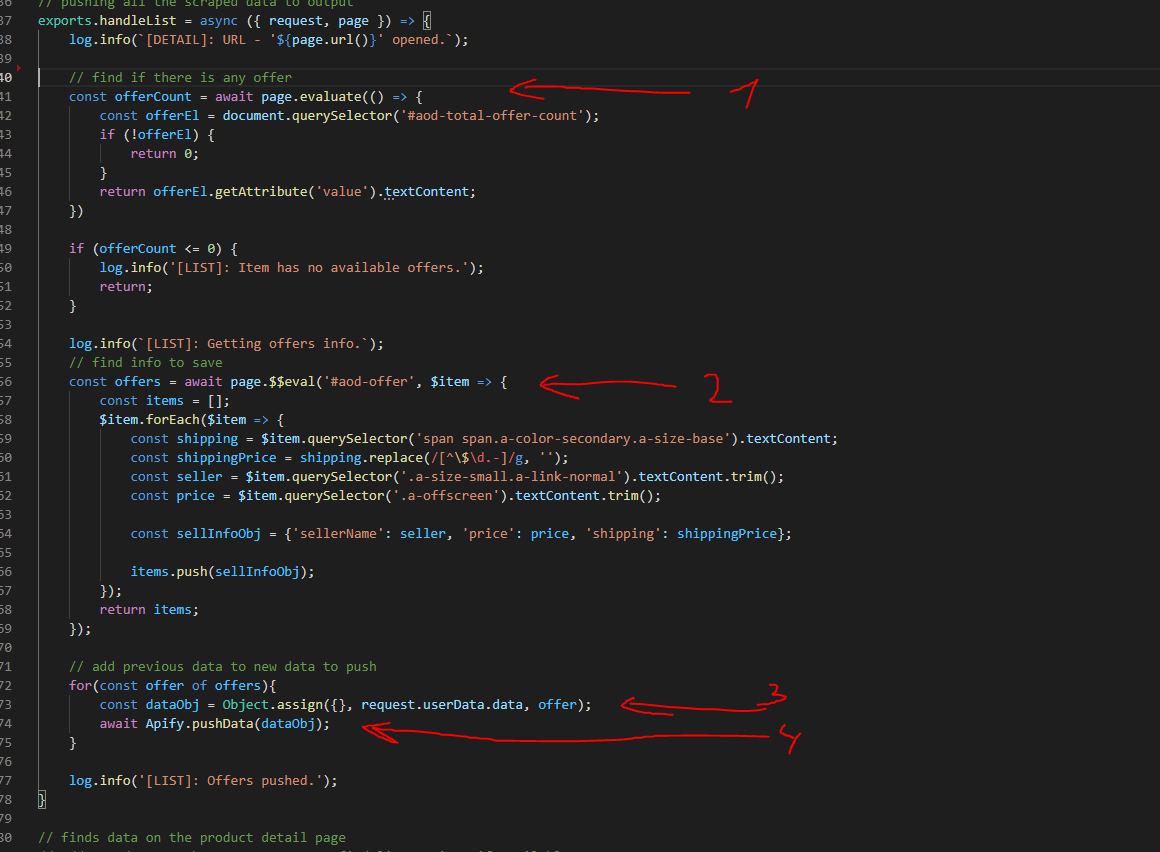 36 // pushing all the scraped data to output
37 exports.handleList = async ({ request, page }) => {
38 log.info(`[DETAIL]: URL - '${page.url()}' opened.`);
39
40 // find if there is any offer
41 const offerCount = await page.evaluate(() => { 1
42 const offerEl = document.querySelector('#aod-total-offer-count');
43 if (!offerEl) {
44 return 0;
45 }
46 return offerEl.getAttribute('value').textContent;
47 })
48
49 if (offerCount <= 0) {
50 log.info('[LIST]: Item has no available offers.');
51 return;
52 }
53
54 log.info(`[LIST]: Getting offers info.`);
55 // find info to save
56 const offers = await page.$$eval('#aod-offer', $item => { 2
57 const items = [];
58 $item.forEach($item => {
59 const shipping = $item.querySelector('span span.a-color-secondary.a-size-base').textContent;
60 const shippingPrice = shipping.replace(/[^\$\d.-]/g, '');
61 const seller = $item.querySelector('.a-size-small.a-link-normal').textContent.trim();
62 const price = $item.querySelector('.a-offscreen').textContent.trim();
63
64 const sellInfoObj = {'sellerName': seller, 'price': price, 'shipping': shippingPrice};
65
66 items.push(sellInfoObj);
67 });
68 return items;
69 });
70
71 // add previous data to new data to push
72 for(const offer of offers){
73 const dataObj = Object.assign({}, request.userData.data, offer); 3
74 await Apify.pushData(dataObj); 4
75 }
76
77 log.info('[LIST]: Offers pushed.');
78 }
79
80 // finds data on the product detail page